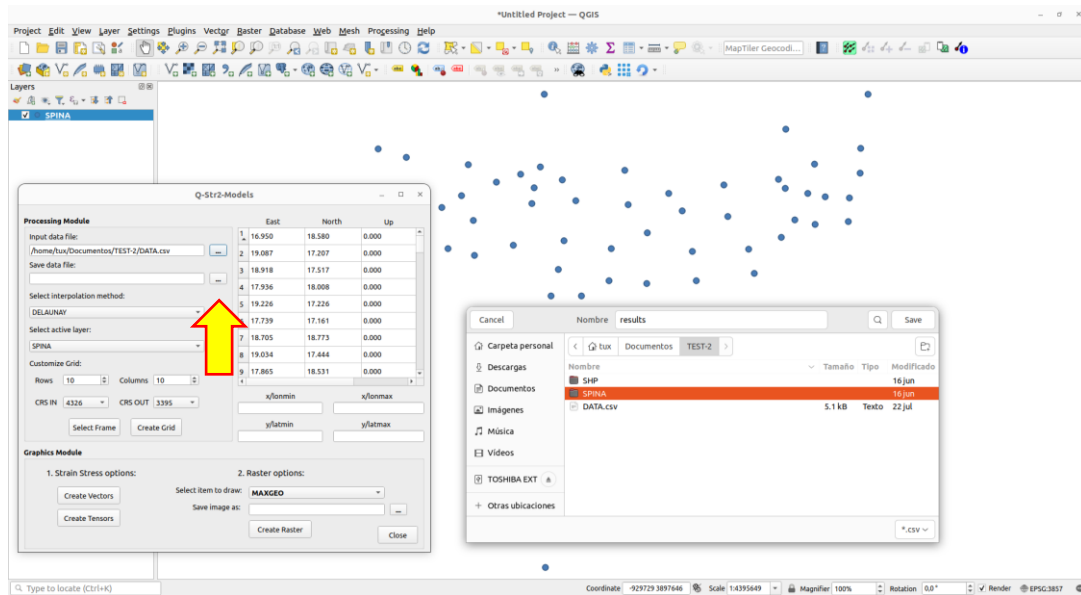 *Untitled Project — QGIS
Project Edit View Layer Settings Plugins Vector Raster Database Web Mesh Processing Help
MapTiler Geocodi...
Layers
SPINA
Q-Str2-Models
Processing Module
Input data file:
/home/tux/Documentos/TEST-2/DATA.csv ...
Save data file:
...
Select interpolation method:
DELAUNAY
Select active layer:
SPINA
Customize Grid:
Rows 10 Columns 10
CRS IN 4326 CRS OUT 3395
Select Frame Create Grid
East North Up
1 16.950 18.580 0.000
2 19.087 17.207 0.000
3 18.918 17.517 0.000
4 17.936 18.008 0.000
5 19.226 17.226 0.000
17.739 17.161 0.000
7 18.705 18.773 0.000
8 19.034 17.444 0.000
9 17.865 18.531 0.000
x/lonmin x/lonmax
y/latmin y/latmax
Graphics Module
1. Strain Stress options:
Create Vectors
Create Tensors
2. Raster options:
Select item to draw: MAXGEO
Save image as: ...
Create Raster
Close
Cancel Nombre results Save
Carpeta personal
Descargas
Documentos
Imágenes
Música
Vídeos
TOSHIBA EXT
+ Otras ubicaciones
< tux Documentos TEST-2 >
Nombre Tamaño Tipo Modificado
SHP 16 jun
SPINA 16 jun
DATA.csv 5.1 kB Texto 22 jul
*.csv
Type to locate (Ctrl+K)
Coordinate -929729 3897646 Scale 1:4395649 Magnifier 100% Rotation 0,0 ° Render EPSG:3857